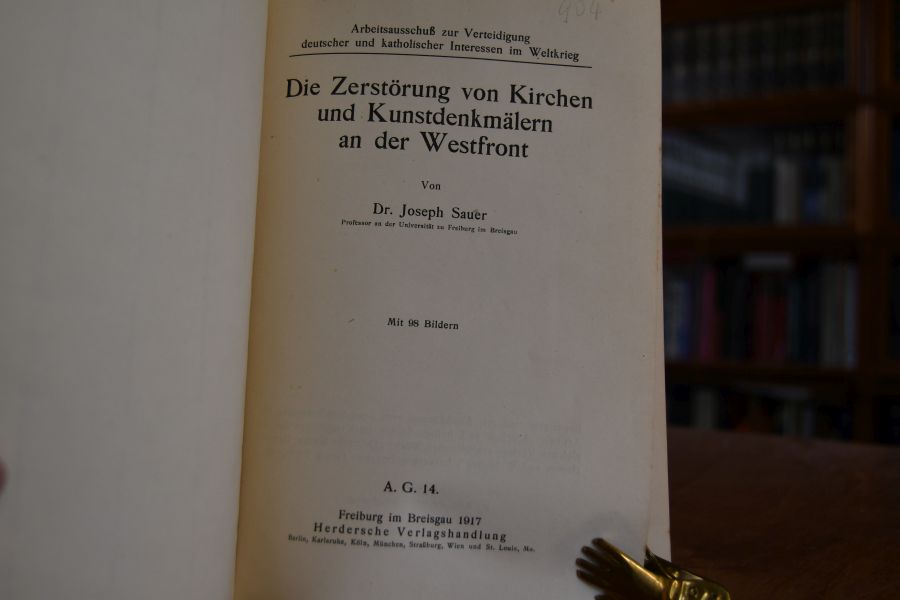 904
Arbeitsausschuß zur Verteidigung
deutscher und katholischer Interessen im Weltkrieg
Die Zerstörung von Kirchen
und Kunstdenkmälern
an der Westfront
Von
Dr. Joseph Sauer
Professor an der Universität zu Freiburg im Breisgau
Mit 98 Bildern
A. G. 14.
Freiburg im Breisgau 1917
Herdersche Verlagshandlung
Berlin, Karlsruhe, Köln, München, Straßburg, Wien und St. Louis, Mo.